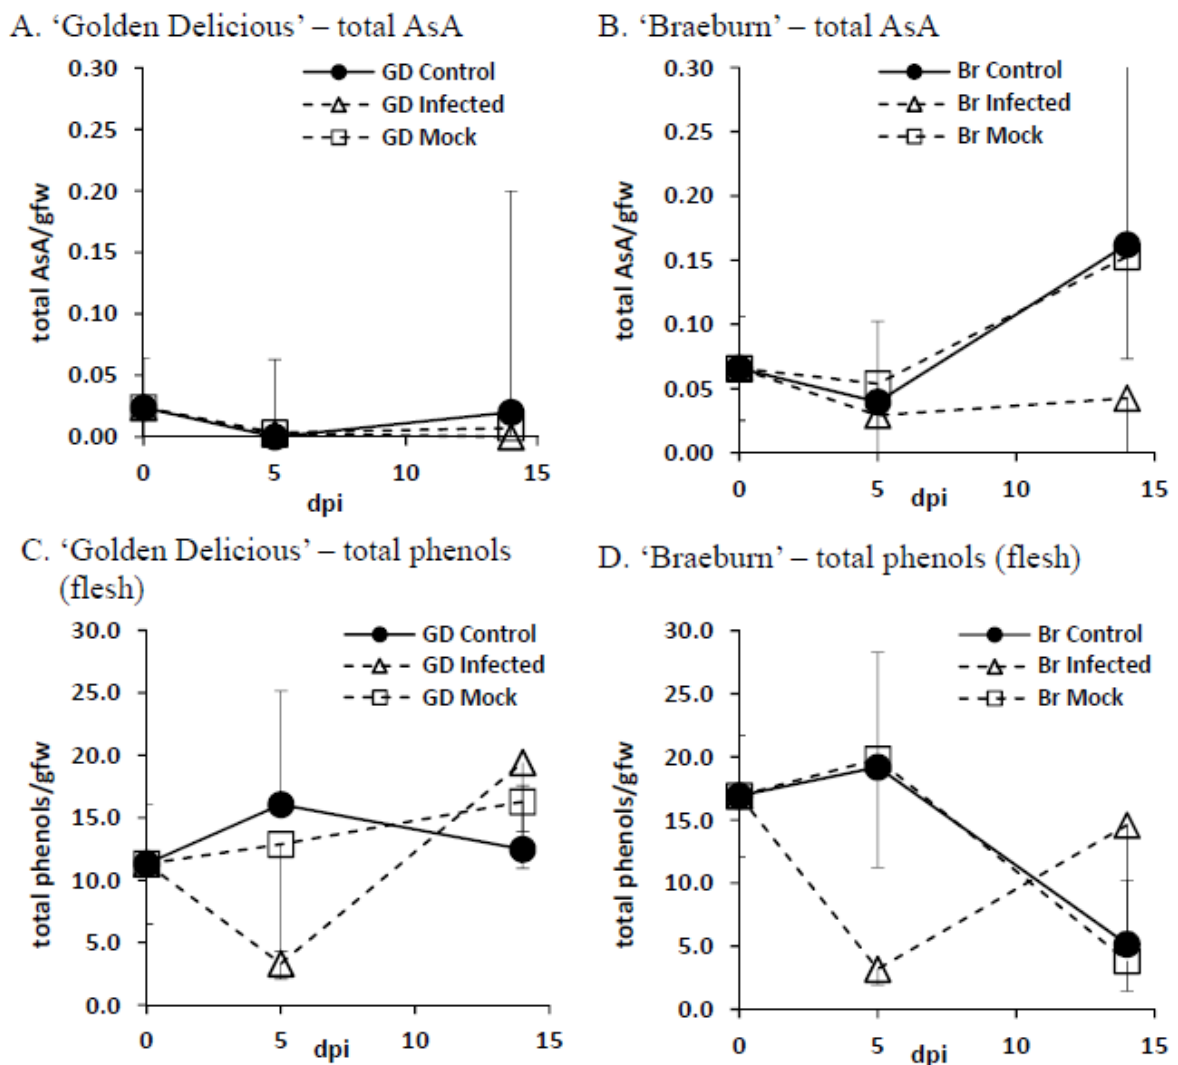 A. ‘Golden Delicious’ – total AsA
0.30
0.25
0.20
0.15
0.10
0.05
0.00
total AsA/gfw
GD Control
GD Infected
GD Mock
0 5 10 15
dpi
B. ‘Braeburn’ – total AsA
0.30
0.25
0.20
0.15
0.10
0.05
0.00
total AsA/gfw
Br Control
Br Infected
Br Mock
0 5 10 15
dpi
C. ‘Golden Delicious’ – total phenols
(flesh)
30.0
25.0
20.0
15.0
10.0
5.0
0.0
total phenols/gfw
GD Control
GD Infected
GD Mock
0 5 10 15
dpi
D. ‘Braeburn’ – total phenols (flesh)
30.0
25.0
20.0
15.0
10.0
5.0
0.0
total phenols/gfw
Br Control
Br Infected
Br Mock
0 5 10 15
dpi